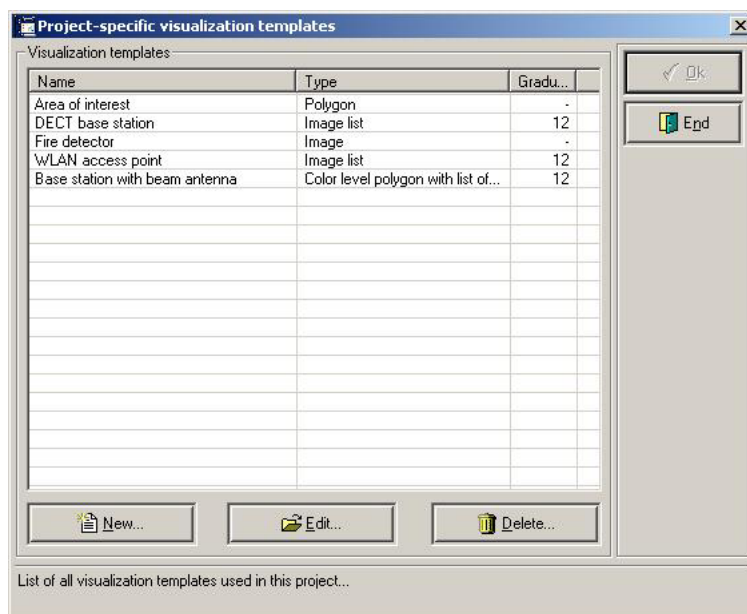 Project-specific visualization templates
Visualization templates
Name Type Gradu...
Area of interest Polygon -
DECT base station Image list 12
Fire detector Image -
WLAN access point Image list 12
Base station with beam antenna Color level polygon with list of... 12
Ok
End
New... Edit... Delete...
List of all visualization templates used in this project...